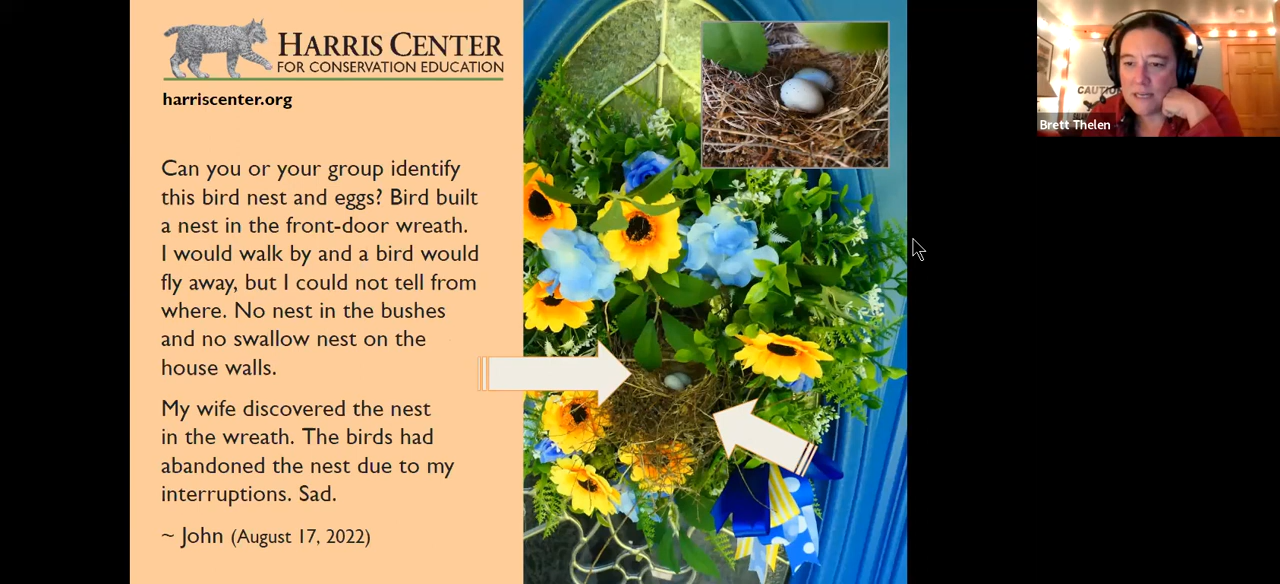 HARRIS CENTER
FOR CONSERVATION EDUCATION
harriscenter.org
Can you or your group identify
this bird nest and eggs? Bird built
a nest in the front-door wreath.
I would walk by and a bird would
fly away, but I could not tell from
where. No nest in the bushes
and no swallow nest on the
house walls.
My wife discovered the nest
in the wreath. The birds had
abandoned the nest due to my
interruptions. Sad.
~ John (August 17, 2022)
CAUTIO
Brett Thelen